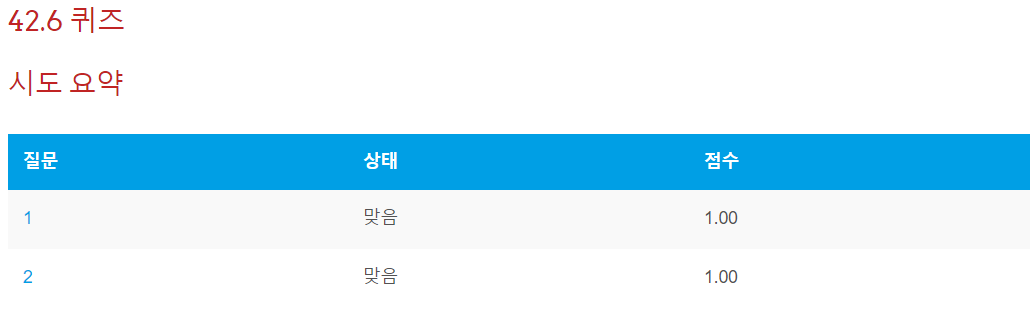 42.6 퀴즈
시도 요약
질문 상태 점수
1 맞음 1.00
2 맞음 1.00